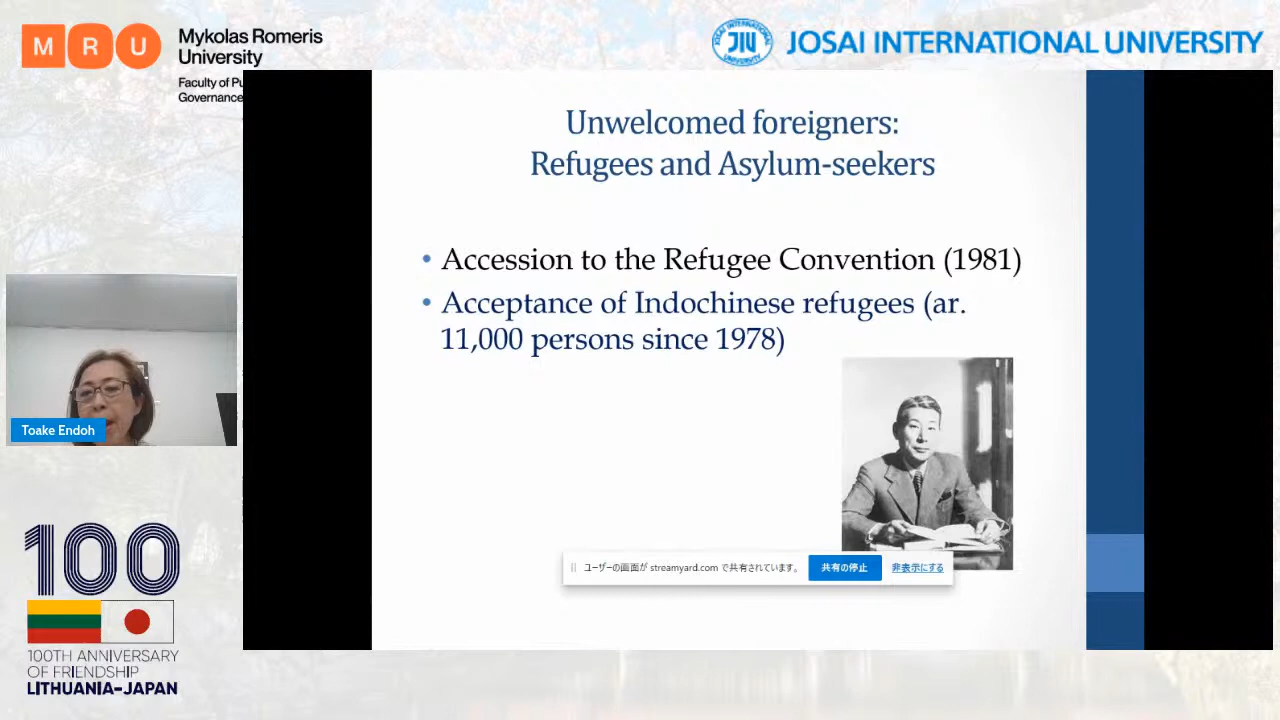 MRU
Mykolas Romeris
University
Faculty of Pu
Governance
JIU
JOSAI INTERNATIONAL UNIVERSITY
Unwelcomed foreigners:
Refugees and Asylum-seekers
• Accession to the Refugee Convention (1981)
• Acceptance of Indochinese refugees (ar.
11,000 persons since 1978)
Toake Endoh
ユーザーの画面が streamyard.com で共有されています。 共有の停止 非表示にする
100
100TH ANNIVERSARY
OF FRIENDSHIP
LITHUANIA–JAPAN